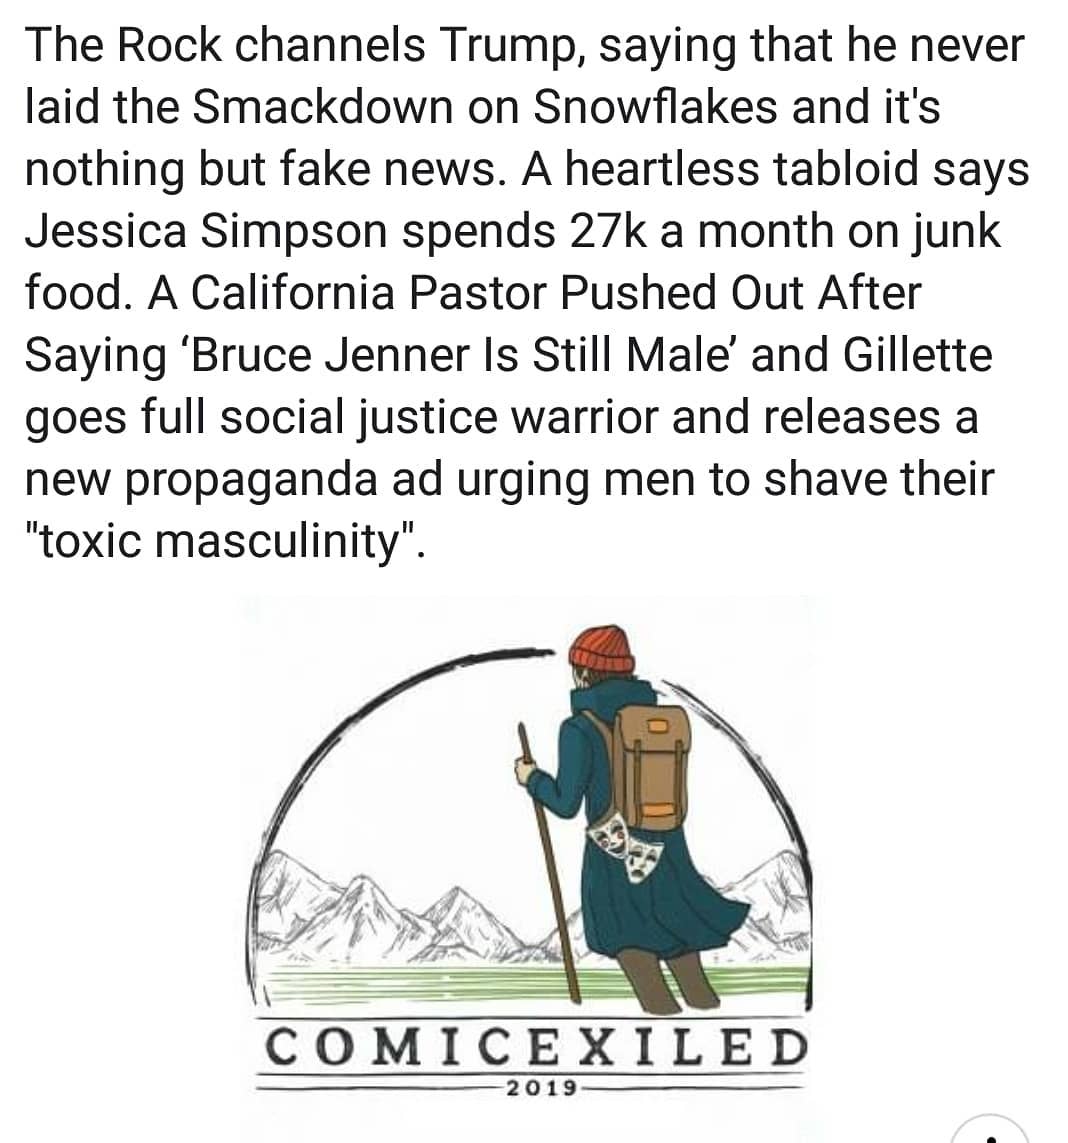 The Rock channels Trump, saying that he never
laid the Smackdown on Snowflakes and it's
nothing but fake news. A heartless tabloid says
Jessica Simpson spends 27k a month on junk
food. A California Pastor Pushed Out After
Saying ‘Bruce Jenner Is Still Male’ and Gillette
goes full social justice warrior and releases a
new propaganda ad urging men to shave their
"toxic masculinity".
COMICEXILED
2019